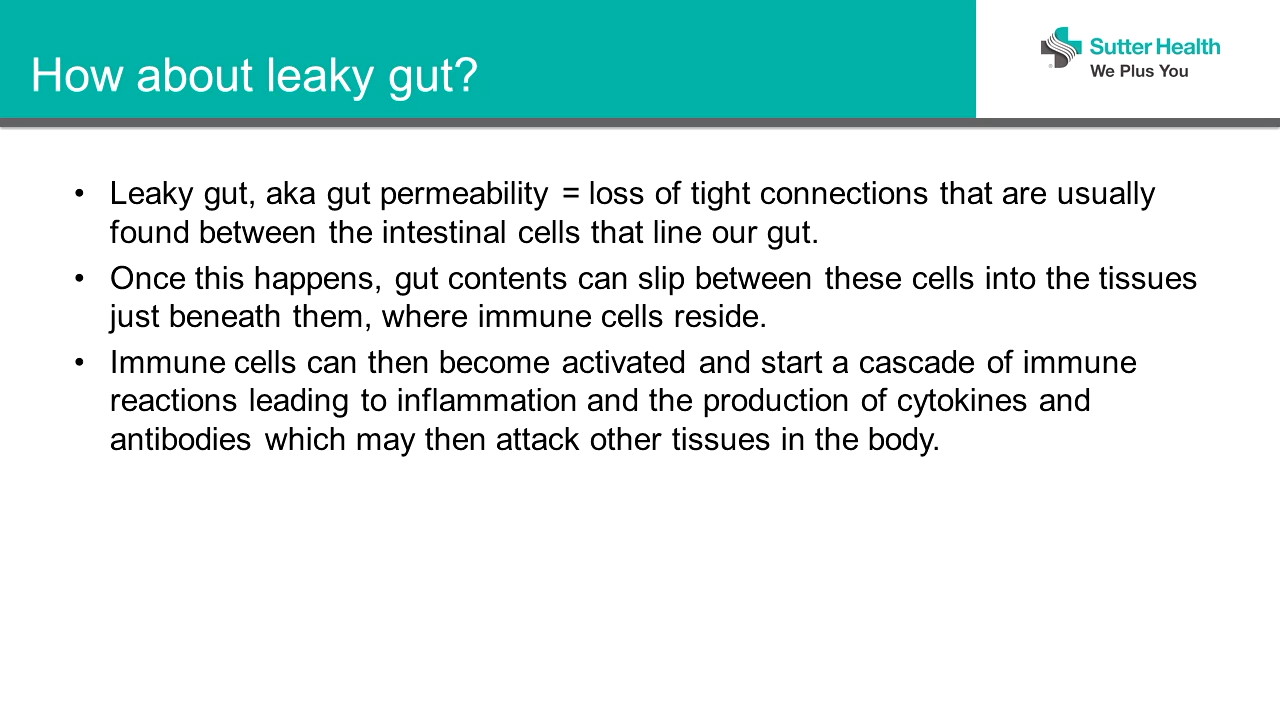 How about leaky gut?
Sutter Health
®
We Plus You
• Leaky gut, aka gut permeability = loss of tight connections that are usually
found between the intestinal cells that line our gut.
• Once this happens, gut contents can slip between these cells into the tissues
just beneath them, where immune cells reside.
• Immune cells can then become activated and start a cascade of immune
reactions leading to inflammation and the production of cytokines and
antibodies which may then attack other tissues in the body.